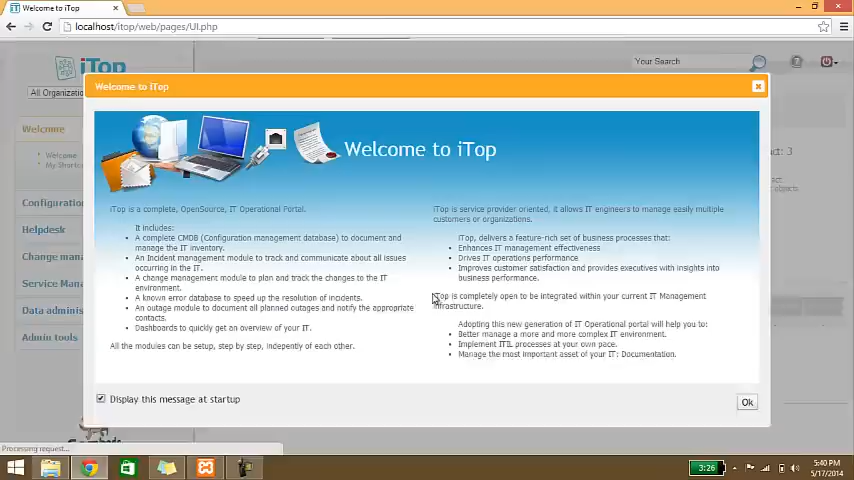 Welcome to iTop
localhost/itop/web/pages/UI.php
iTop
Your Search
All Organizatio
Welcome to iTop
Welcome to iTop
Welcome
Welcome
My Shortcu
Configuratio
Helpdesk
Change mana
Service Mana
Data adminis
Admin tools
iTop is a complete, OpenSource, IT Operational Portal.
It includes:
A complete CMDB (Configuration management database) to document and
manage the IT inventory.
An Incident management module to track and communicate about all issues
occurring in the IT.
A change management module to plan and track the changes to the IT
environment.
A known error database to speed up the resolution of incidents.
An outage module to document all planned outages and notify the appropriate
contacts.
Dashboards to quickly get an overview of your IT.
All the modules can be setup, step by step, indepently of each other.
iTop is service provider oriented, it allows IT engineers to manage easily multiple
customers or organizations.
iTop, delivers a feature-rich set of business processes that:
Enhances IT management effectiveness
Drives IT operations performance
Improves customer satisfaction and provides executives with insights into
business performance.
iTop is completely open to be integrated within your current IT Management
infrastructure.
Adopting this new generation of IT Operational portal will help you to:
Better manage a more and more complex IT environment.
Implement ITIL processes at your own pace.
Manage the most important asset of your IT: Documentation.
ct: 3
objects
Display this message at startup
Ok
Processing request...
3:26
5:40 PM
5/17/2014